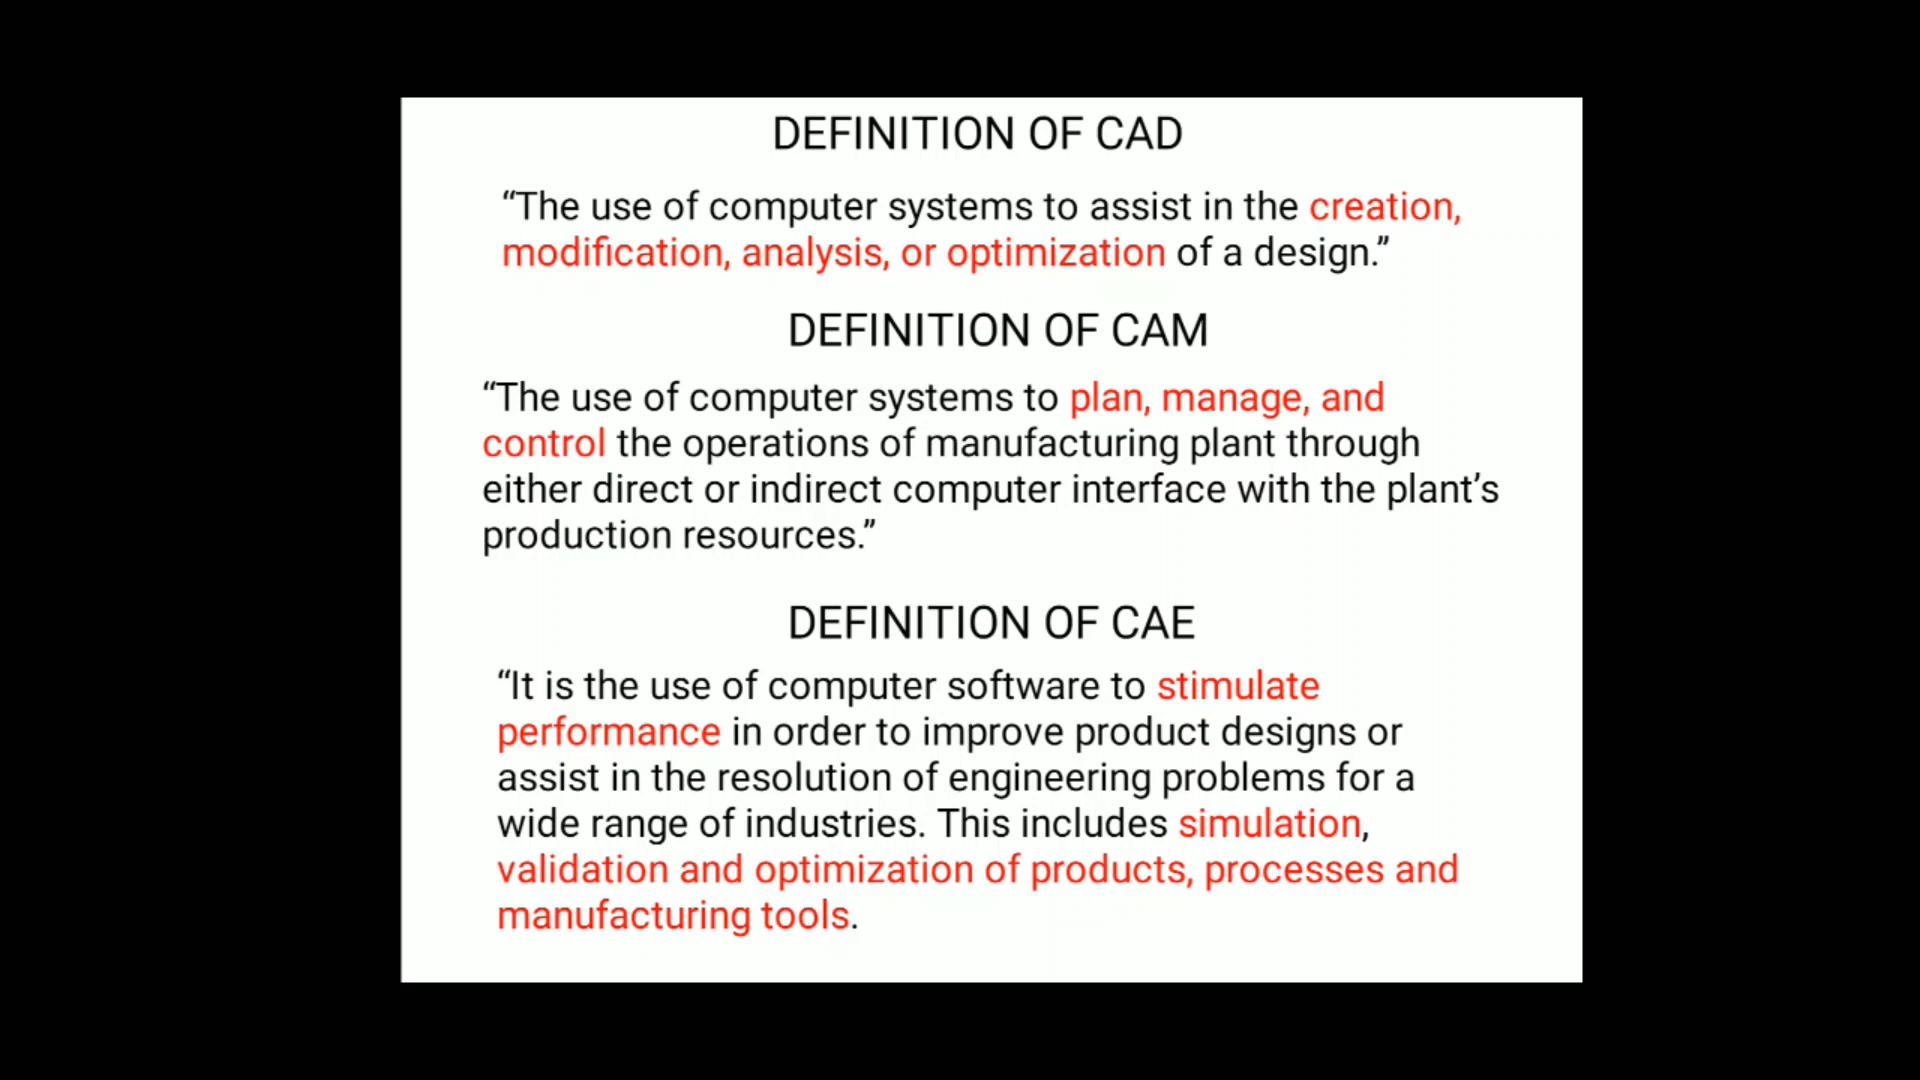 DEFINITION OF CAD
“The use of computer systems to assist in the creation,
modification, analysis, or optimization of a design.”
DEFINITION OF CAM
“The use of computer systems to plan, manage, and
control the operations of manufacturing plant through
either direct or indirect computer interface with the plant’s
production resources.”
DEFINITION OF CAE
“It is the use of computer software to stimulate
performance in order to improve product designs or
assist in the resolution of engineering problems for a
wide range of industries. This includes simulation,
validation and optimization of products, processes and
manufacturing tools.